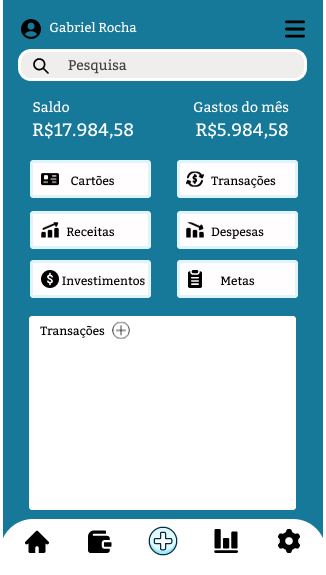 Gabriel Rocha
Pesquisa
Saldo
Gastos do mês
R$17.984,58
R$5.984,58
Cartões
Transações
Receitas
Despesas
Investimentos
Metas
Transações